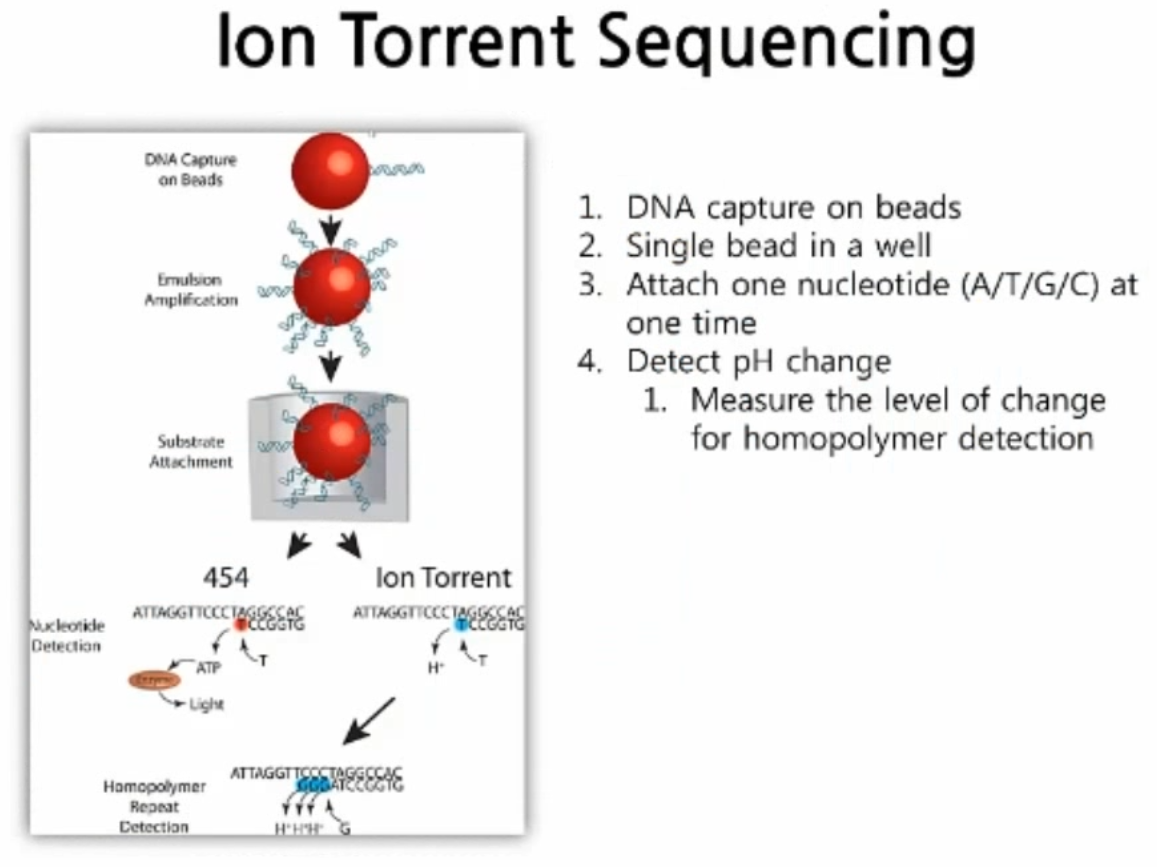 Ion Torrent Sequencing
DNA Capture
on Beads
Emulsion
Amplification
Substrate
Attachment
454
Ion Torrent
ATTAGGTTCCCTAGGCCAC
TCCGGTG
ATTAGGTTCCCTAGGCCAC
TCCGGTG
Nucleotide
Detection
ATP
T
Enzyme
Light
H⁺
T
ATTAGGTTCCCTAGGCCAC
GGGATCCGGTG
Homopolymer
Repeat
Detection
H⁺H⁺H⁺
G
1. DNA capture on beads
2. Single bead in a well
3. Attach one nucleotide (A/T/G/C) at
one time
4. Detect pH change
1. Measure the level of change
for homopolymer detection